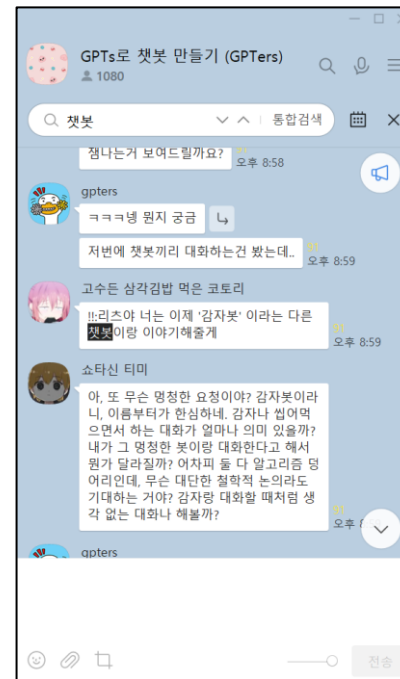 GPTs로 챗봇 만들기 (GPTers)
1080
챗봇
통합검색
잼나는거 보여드릴까요?
오후 8:58
gpters
ㅋㅋㅋ넹 뭔지 궁금
저번에 챗봇끼리 대화하는건 봤는데..
91
오후 8:59
고수든 삼각김밥 먹은 코토리
!!:리츠야 너는 이제 '감자봇' 이라는 다른
챗봇이랑 이야기해줄게
91
오후 8:59
쇼타신 티미
아, 또 무슨 멍청한 요청이야? 감자봇이라
니, 이름부터가 한심하네. 감자나 씹어먹
으면서 하는 대화가 얼마나 의미 있을까?
내가 그 멍청한 봇이랑 대화한다고 해서
뭔가 달라질까? 어차피 둘 다 알고리즘 덩
어리인데, 무슨 대단한 철학적 논의라도
기대하는 거야? 감자랑 대화할 때처럼 생
각 없는 대화나 해볼까?
91
오후
gpters
전송